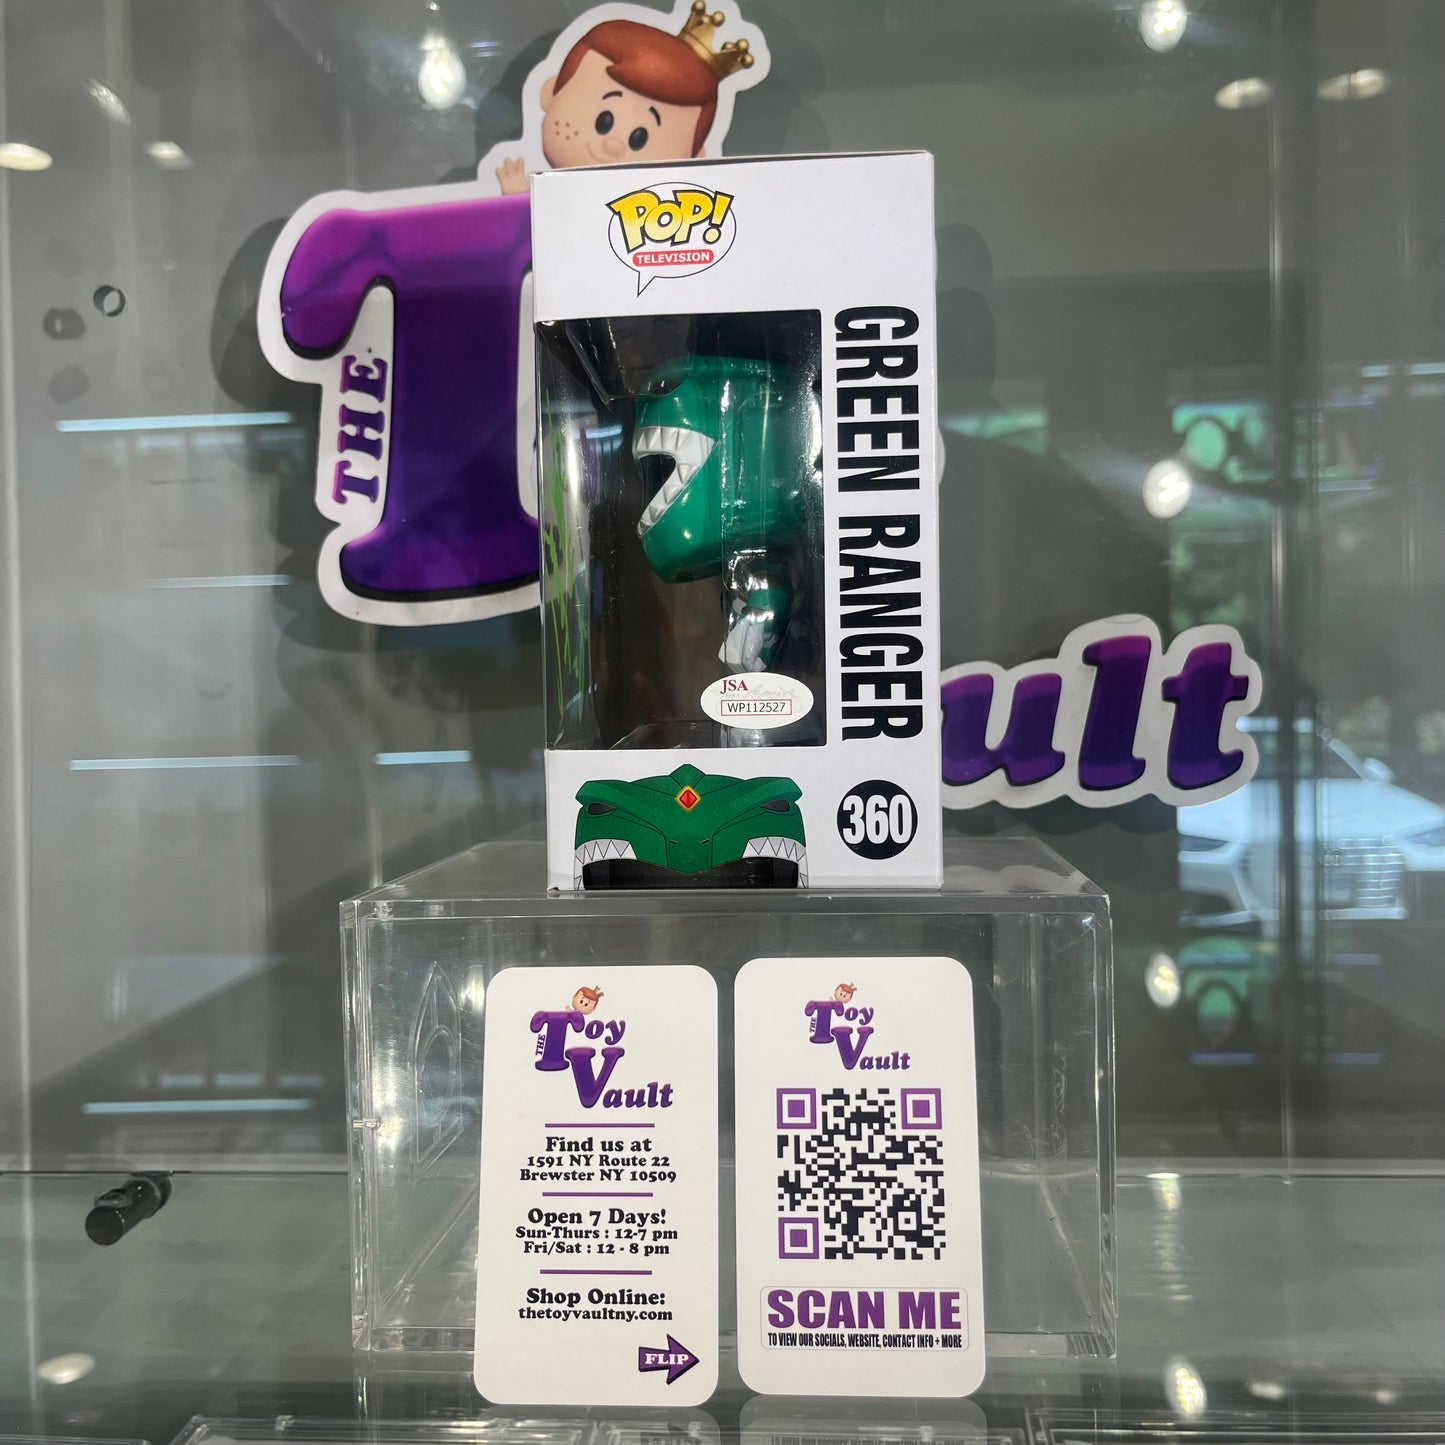 THE
T
ult
POP!
TELEVISION
GREEN RANGER
JSA
WP112527
360
THE Toy
Vault
Find us at
1591 NY Route 22
Brewster NY 10509
Open 7 Days!
Sun-Thurs : 12-7 pm
Fri/Sat : 12 - 8 pm
Shop Online:
thetoyvaultny.com
FLIP
THE Toy
Vault
SCAN ME
TO VIEW OUR SOCIALS, WEBSITE, CONTACT INFO + MORE